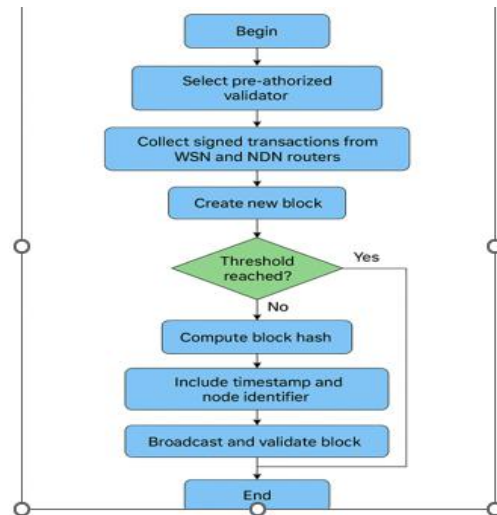 Begin
Select pre-athorized
validator
Collect signed transactions from
WSN and NDN routers
Create new block
Threshold
reached?
Yes
No
Compute block hash
Include timestamp and
node identifier
Broadcast and validate block
End